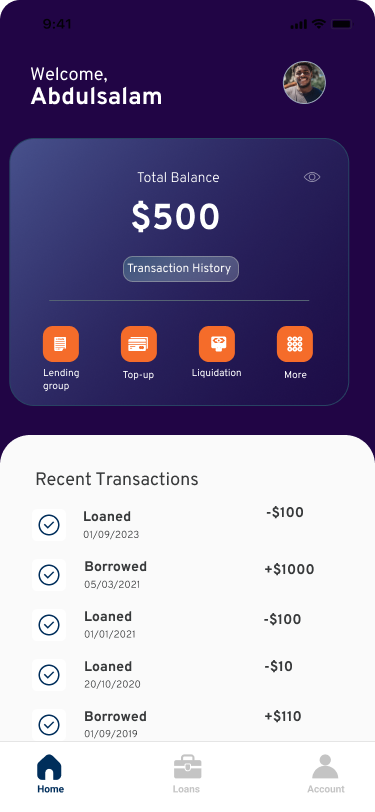 9:41
Welcome,
Abdulsalam
Total Balance
$500
Transaction History
Lending
group
Top-up
Liquidation
More
Recent Transactions
Loaned
-$100
01/09/2023
Borrowed
+$1000
05/03/2021
Loaned
-$100
01/01/2021
Loaned
-$10
20/10/2020
Borrowed
+$110
01/09/2019
Home
Loans
Account